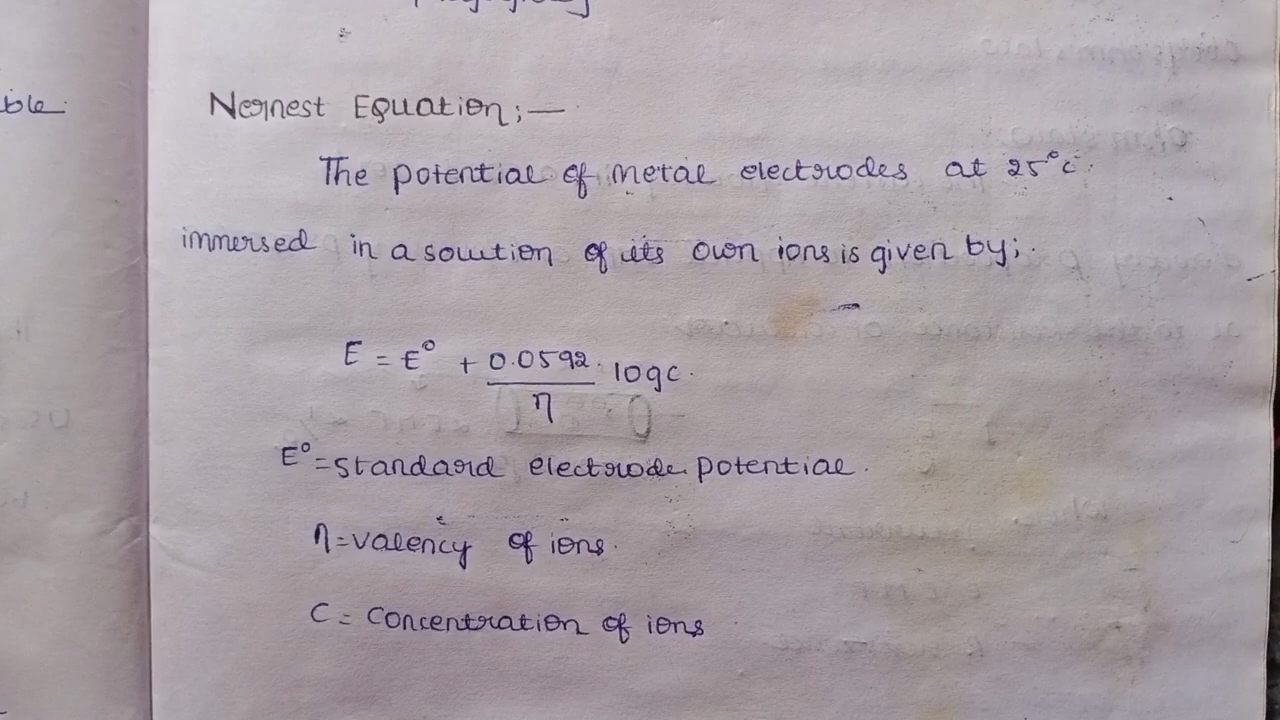 ble.
Nernest Equation; —
The potential of metal electrodes at 25°C.
immersed in a solution of its own ions is given by;.
E = E° + 0.0592/η log c.
E° = standard electrode potential.
η = valency of ions.
C = Concentration of ions